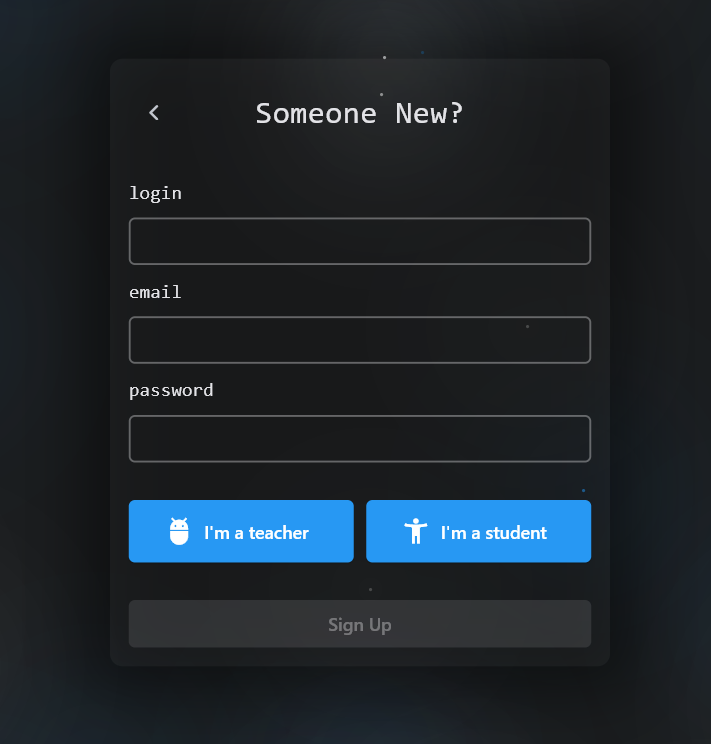 Someone New?
login
email
password
I'm a teacher
I'm a student
Sign Up